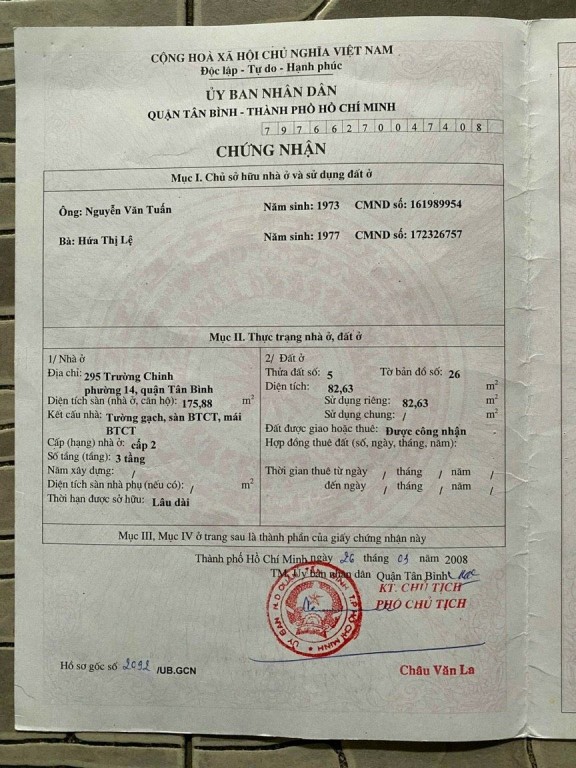 CỘNG HOÀ XÃ HỘI CHỦ NGHĨA VIỆT NAM
Độc lập - Tự do - Hạnh phúc
ỦY BAN NHÂN DÂN
QUẬN TÂN BÌNH - THÀNH PHỐ HỒ CHÍ MINH
7 9 7 6 6 2 7 0 0 4 7 4 0 8
CHỨNG NHẬN
Mục I. Chủ sở hữu nhà ở và sử dụng đất ở
Ông: Nguyễn Văn Tuấn Năm sinh: 1973 CMND số: 161989954
Bà: Hứa Thị Lệ Năm sinh: 1977 CMND số: 172326757
Mục II. Thực trạng nhà ở, đất ở
1/ Nhà ở
Địa chỉ: 295 Trường Chinh
phường 14, quận Tân Bình
Diện tích sàn (nhà ở, căn hộ): 175,88 m²
Kết cấu nhà: Tường gạch, sàn BTCT, mái
BTCT
Cấp (hạng) nhà ở: cấp 2
Số tầng (tầng): 3 tầng
Năm xây dựng: /
Diện tích sàn nhà phụ (nếu có): / m²
Thời hạn được sở hữu: Lâu dài
2/ Đất ở
Thửa đất số: 5 Tờ bản đồ số: 26
Diện tích: 82,63 m²
Sử dụng riêng: 82,63 m²
Sử dụng chung: / m²
Đất được giao hoặc thuê: Được công nhận -
Hợp đồng thuê đất (số, ngày, tháng, năm):
Thời gian thuê từ ngày / tháng / năm /
đến ngày / tháng / năm /
Mục III, Mục IV ở trang sau là thành phần của giấy chứng nhận này
Thành phố Hồ Chí Minh ngày 26 tháng 03 năm 2008
TM. Ủy ban nhân dân Quận Tân Bình
KT. CHỦ TỊCH
PHÓ CHỦ TỊCH
Hồ sơ gốc số 2092 /UB.GCN
Châu Văn La